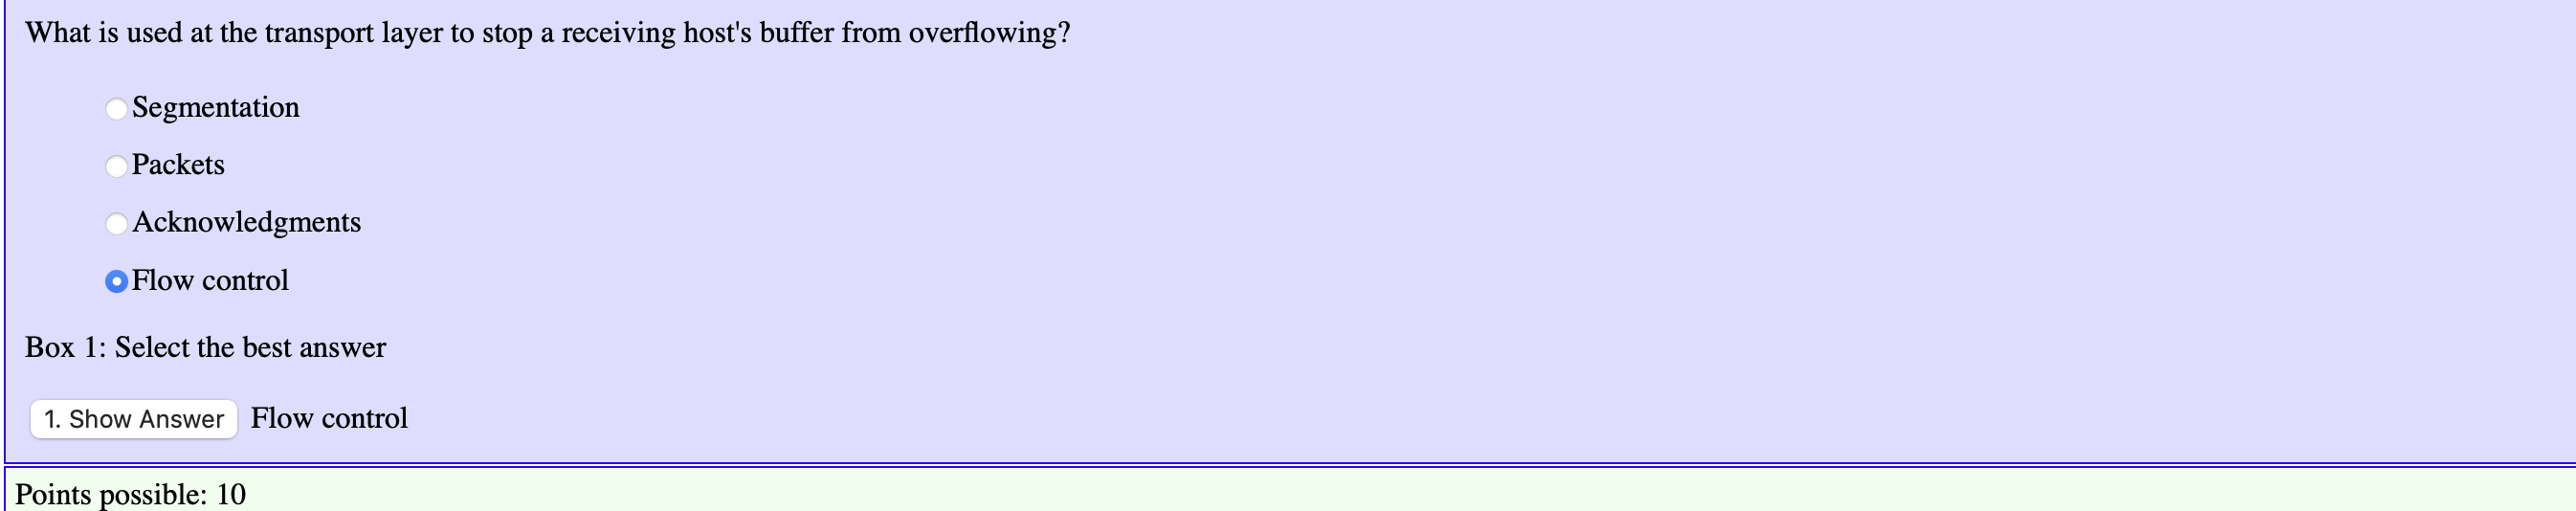 What is used at the transport layer to stop a receiving host's buffer from overflowing?
Segmentation
Packets
Acknowledgments
Flow control
Box 1: Select the best answer
1. Show Answer Flow control
Points possible: 10